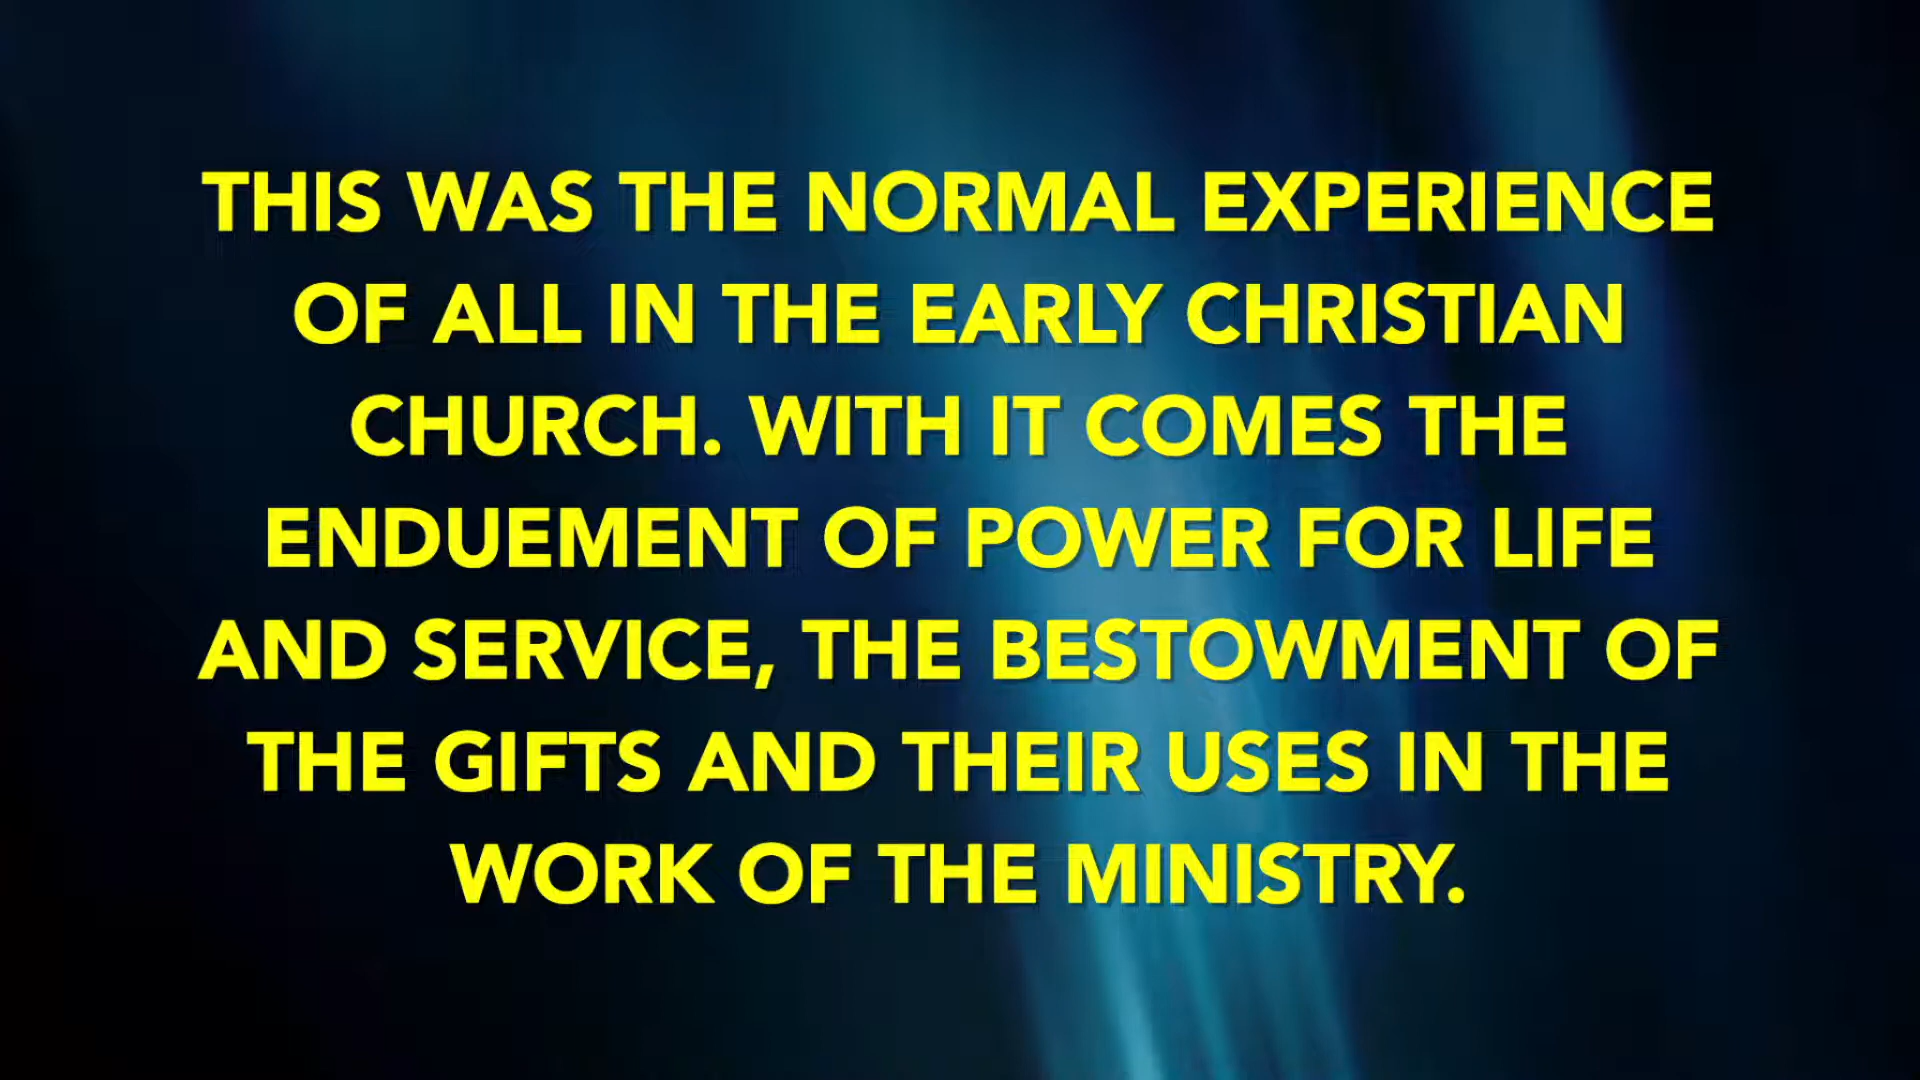 THIS WAS THE NORMAL EXPERIENCE
OF ALL IN THE EARLY CHRISTIAN
CHURCH. WITH IT COMES THE
ENDUEMENT OF POWER FOR LIFE
AND SERVICE, THE BESTOWMENT OF
THE GIFTS AND THEIR USES IN THE
WORK OF THE MINISTRY.